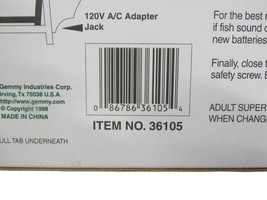 120V A/C Adapter
Jack
For the best r
if fish sound o
new batteries
Finally, close t
safety screw. E
Gemmy Industries Corp.
Irving, Tx 75038 U.S.A.
http://www.gemmy.com
© Copyright 1998
MADE IN CHINA
0 86786 36105 4
ITEM NO. 36105
ADULT SUPER
WHEN CHANG
ULL TAB UNDERNEATH